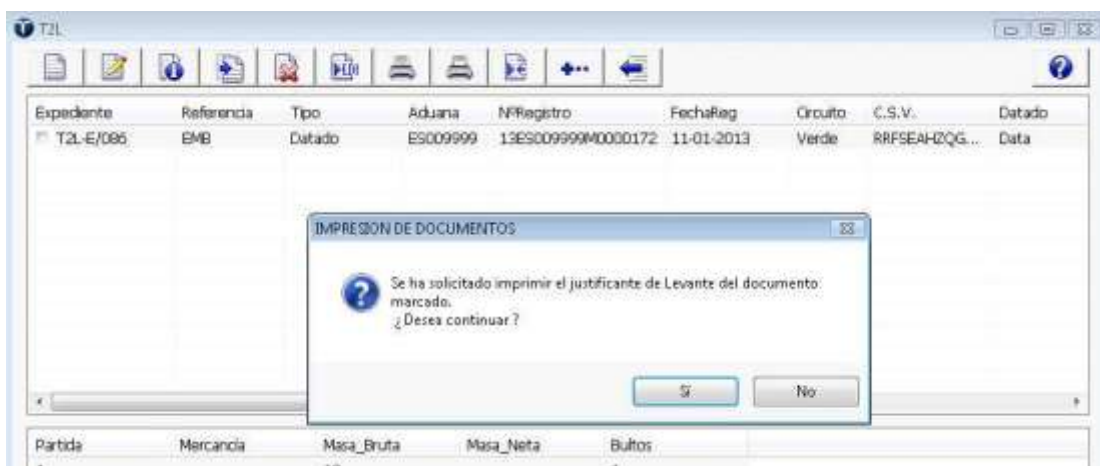 T2L
Expediente Referencia Tipo Aduana NºRegistro FechaReg Circuito C.S.V. Datado
T2L-E/086 EMB Datado ES009999 13ES009999M0000172 11-01-2013 Verde RRFSEAHZQG... Data
IMPRESION DE DOCUMENTOS
Se ha solicitado imprimir el justificante de Levante del documento
marcado.
¿Desea continuar ?
Sí No
Partida Mercancía Masa_Bruta Masa_Neta Bultos